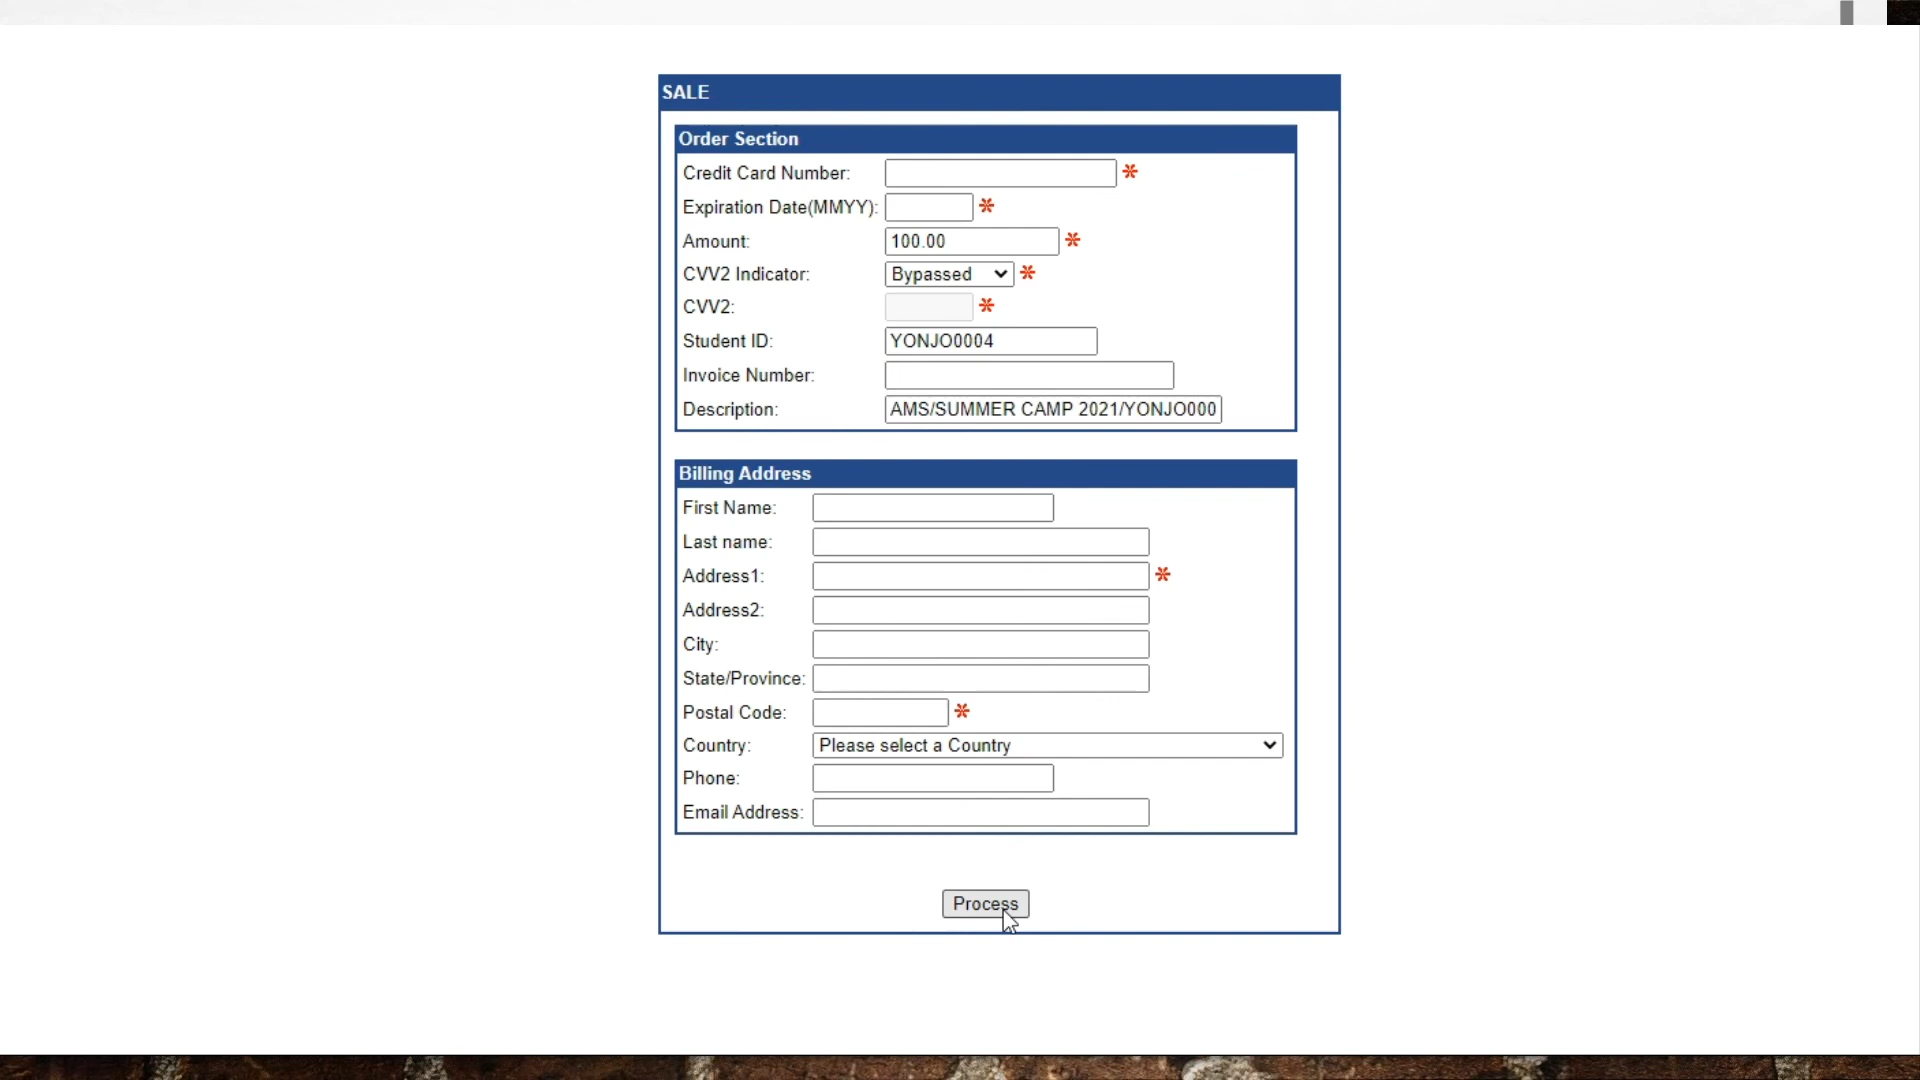 SALE
Order Section
Credit Card Number: *
Expiration Date(MMYY): *
Amount: 100.00 *
CVV2 Indicator: Bypassed *
CVV2: *
Student ID: YONJO0004
Invoice Number:
Description: AMS/SUMMER CAMP 2021/YONJO000
Billing Address
First Name:
Last name:
Address1: *
Address2:
City:
State/Province:
Postal Code: *
Country: Please select a Country
Phone:
Email Address:
Process